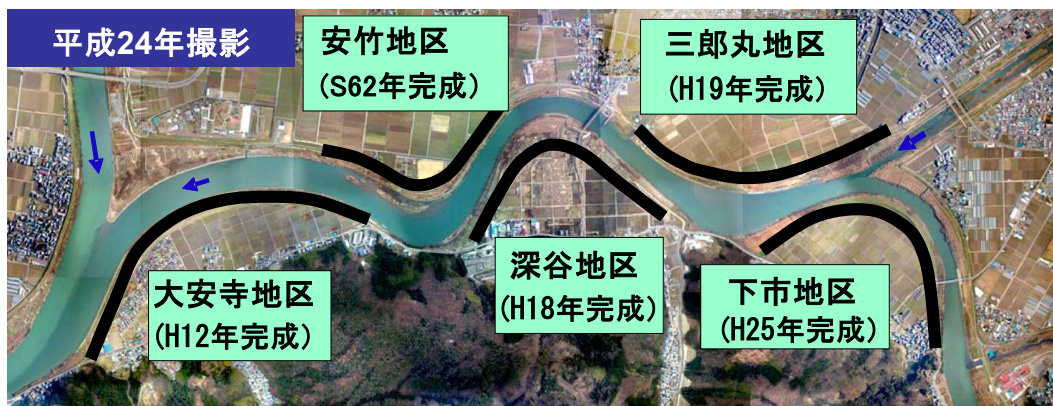 平成24年撮影
安竹地区
(S62年完成)
三郎丸地区
(H19年完成)
大安寺地区
(H12年完成)
深谷地区
(H18年完成)
下市地区
(H25年完成)